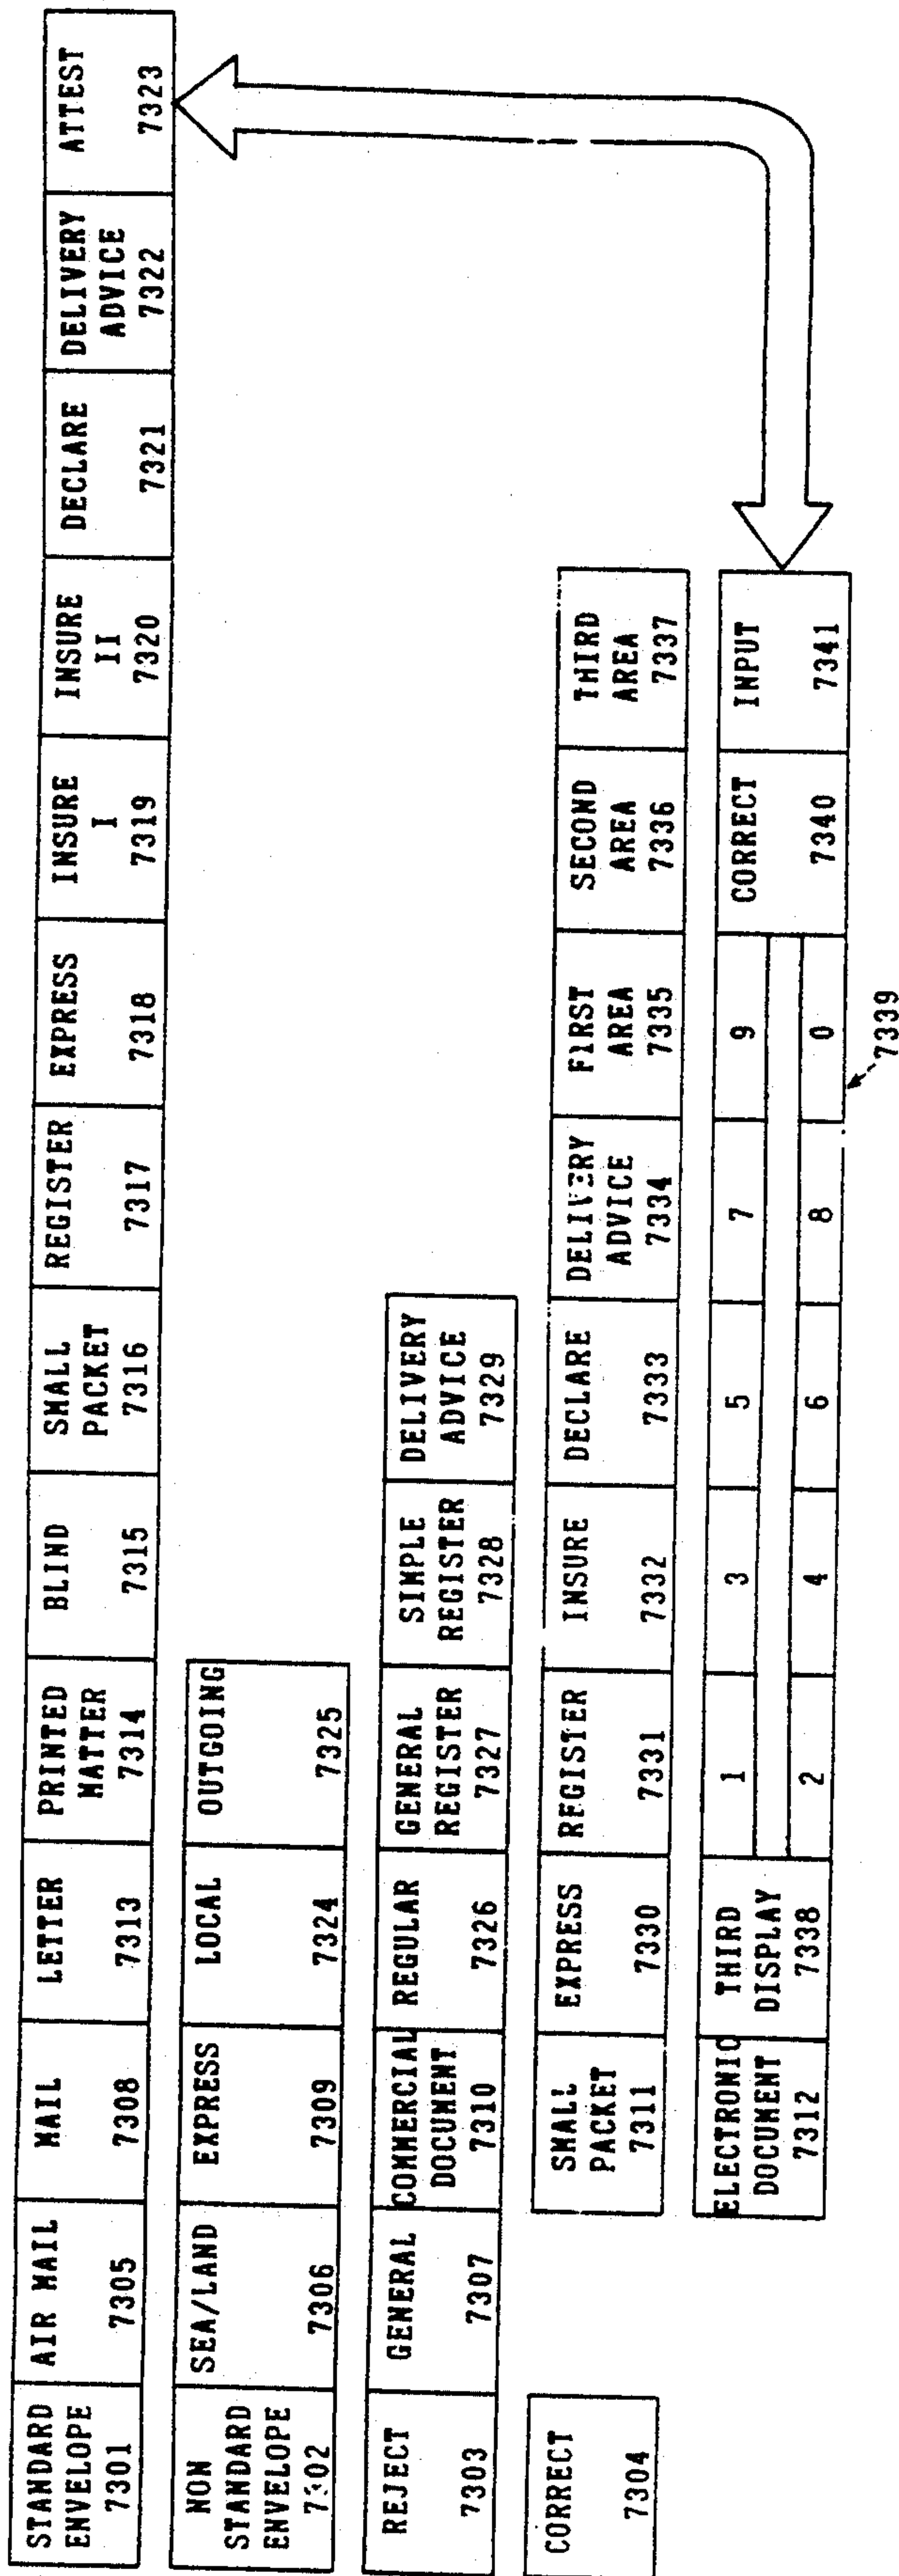 STANDARD
ENVELOPE
7301
AIR MAIL
7305
MAIL
7308
LETTER
7313
PRINTED
MATTER
7314
BLIND
7315
SMALL
PACKET
7316
REGISTER
7317
EXPRESS
7318
INSURE
I
7319
INSURE
II
7320
DECLARE
7321
DELIVERY
ADVICE
7322
ATTEST
7323
NON
STANDARD
ENVELOPE
7302
SEA/LAND
7306
EXPRESS
7309
LOCAL
7324
OUTGOING
7325
REJECT
7303
GENERAL
7307
COMMERCIAL
DOCUMENT
7310
REGULAR
7326
GENERAL
REGISTER
7327
SIMPLE
REGISTER
7328
DELIVERY
ADVICE
7329
CORRECT
7304
SMALL
PACKET
7311
EXPRESS
7330
REGISTER
7331
INSURE
7332
DECLARE
7333
DELIVERY
ADVICE
7334
FIRST
AREA
7335
SECOND
AREA
7336
THIRD
AREA
7337
ELECTRONIC
DOCUMENT
7312
THIRD
DISPLAY
7338
1
3
5
7
9
2
4
6
8
0
CORRECT
7340
INPUT
7341
7339